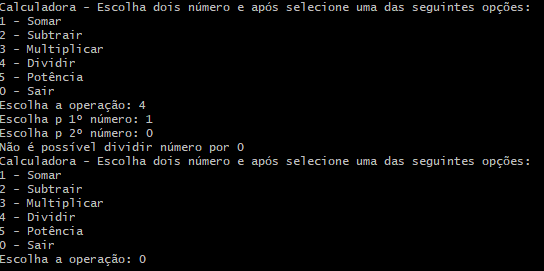 Calculadora - Escolha dois número e após selecione uma das seguintes opções:
1 - Somar
2 - Subtrair
3 - Multiplicar
4 - Dividir
5 - Potência
0 - Sair
Escolha a operação: 4
Escolha p 1º número: 1
Escolha p 2º número: 0
Não é possível dividir número por 0
Calculadora - Escolha dois número e após selecione uma das seguintes opções:
1 - Somar
2 - Subtrair
3 - Multiplicar
4 - Dividir
5 - Potência
0 - Sair
Escolha a operação: 0